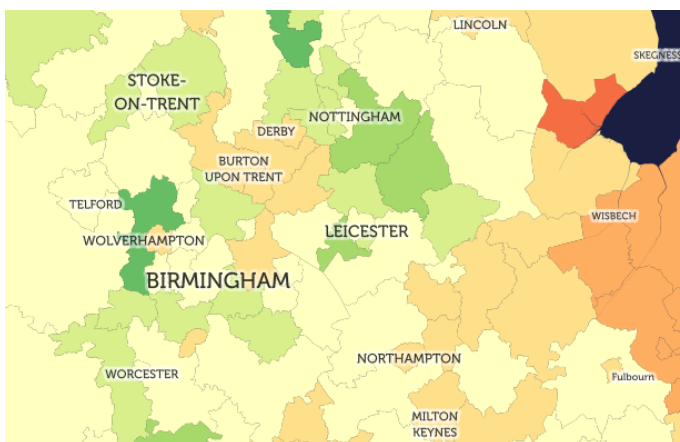 LINCOLN
SKEGNESS
STOKE-
ON-TRENT
NOTTINGHAM
DERBY
BURTON
UPON TRENT
TELFORD
WISBECH
WOLVERHAMPTON
LEICESTER
BIRMINGHAM
NORTHAMPTON
WORCESTER
Fulbourn
MILTON
KEYNES